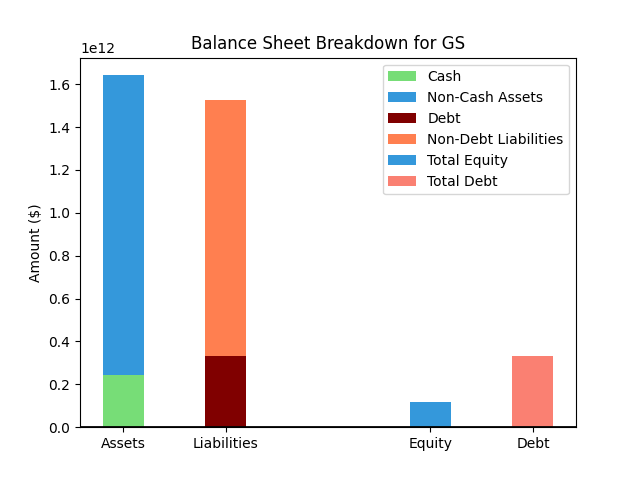 Balance Sheet Breakdown for GS
1e12
Cash
Non-Cash Assets
Debt
Non-Debt Liabilities
Total Equity
Total Debt
1.6
1.4
1.2
1.0
0.8
0.6
0.4
0.2
0.0
Amount ($)
Assets Liabilities Equity Debt